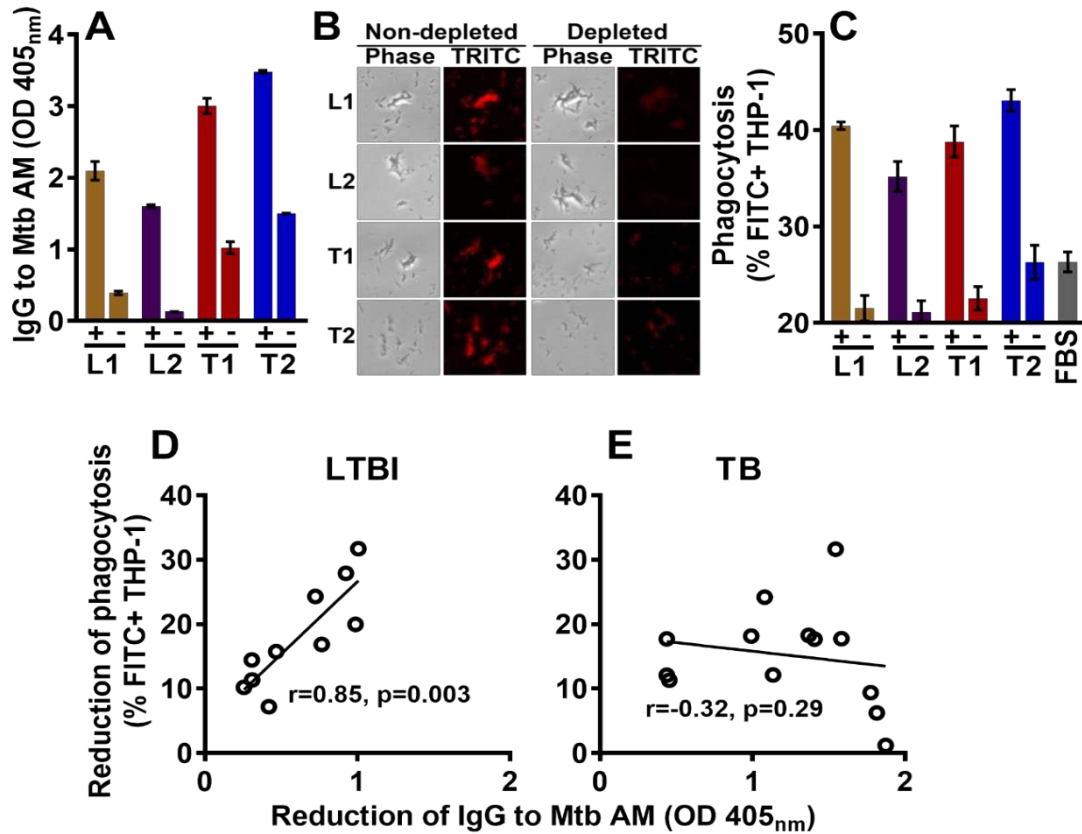 A
IgG to Mtb AM (OD 405nm)
3
2
1
0
+ - + - + - + -
L1 L2 T1 T2
B
Non-depleted Depleted
Phase TRITC Phase TRITC
L1
L2
T1
T2
C
Phagocytosis
(% FITC+ THP-1)
50
40
30
20
+ - + - + - + -
L1 L2 T1 T2 FBS
D
LTBI
Reduction of phagocytosis
(% FITC+ THP-1)
40
30
20
10
0
r=0.85, p=0.003
0 1 2
E
TB
40
30
20
10
0
r=-0.32, p=0.29
0 1 2
Reduction of IgG to Mtb AM (OD 405nm)